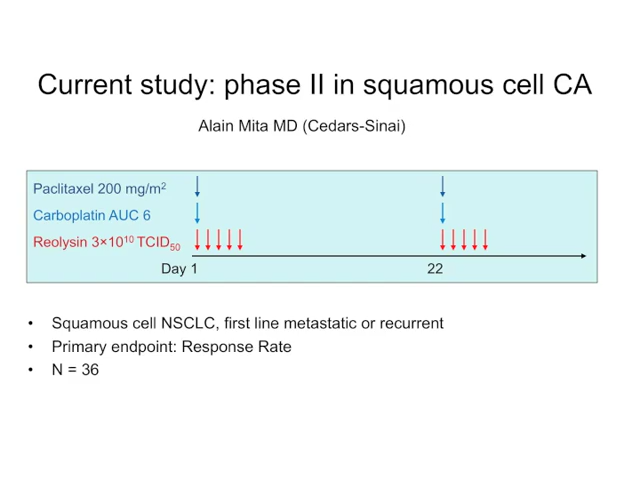 Current study: phase II in squamous cell CA
Alain Mita MD (Cedars-Sinai)
Paclitaxel 200 mg/m²
Carboplatin AUC 6
Reolysin 3×10¹⁰ TCID₅₀
Day 1 22
• Squamous cell NSCLC, first line metastatic or recurrent
• Primary endpoint: Response Rate
• N = 36